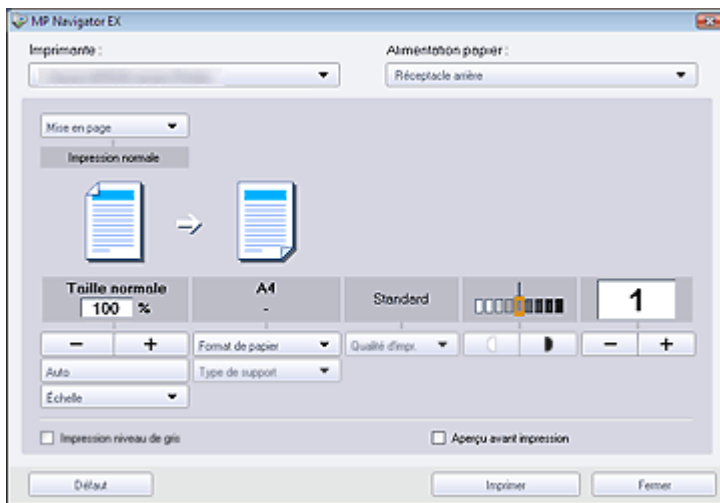 MP Navigator EX
Imprimante :
Alimentation papier :
Réceptacle arrière
Mise en page
Impression normale
Taille normale
100 %
A4
-
Standard
1
- +
Format de papier
Qualité d'impr.
- +
Auto
Type de support
Échelle
Impression niveau de gris
Aperçu avant impression
Défaut
Imprimer
Fermer